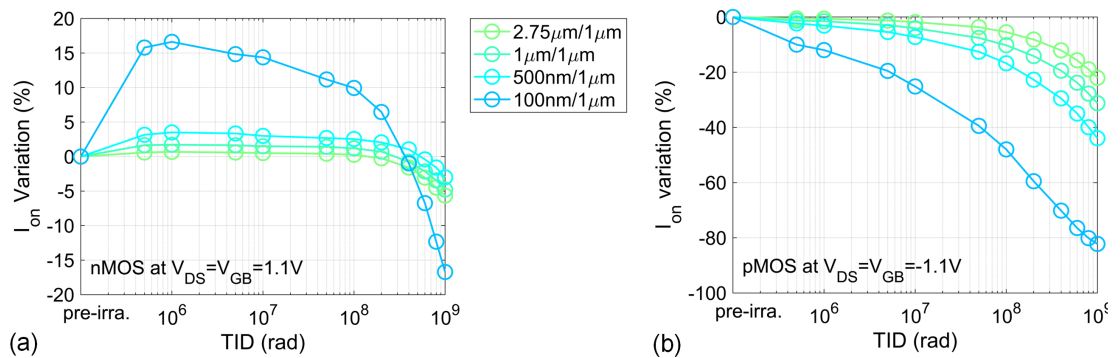 20
15
10
5
0
-5
-10
-15
20
I_on Variation (%)
nMOS at V_DS=V_GB=1.1V
pre-irra.
10^6
10^7
10^8
10^9
TID (rad)
(a)
2.75μm/1μm
1μm/1μm
500nm/1μm
100nm/1μm
0
-20
-40
-60
-80
-100
I_on variation (%)
pMOS at V_DS=V_GB=-1.1V
pre-irra.
10^6
10^7
10^8
10^9
TID (rad)
(b)